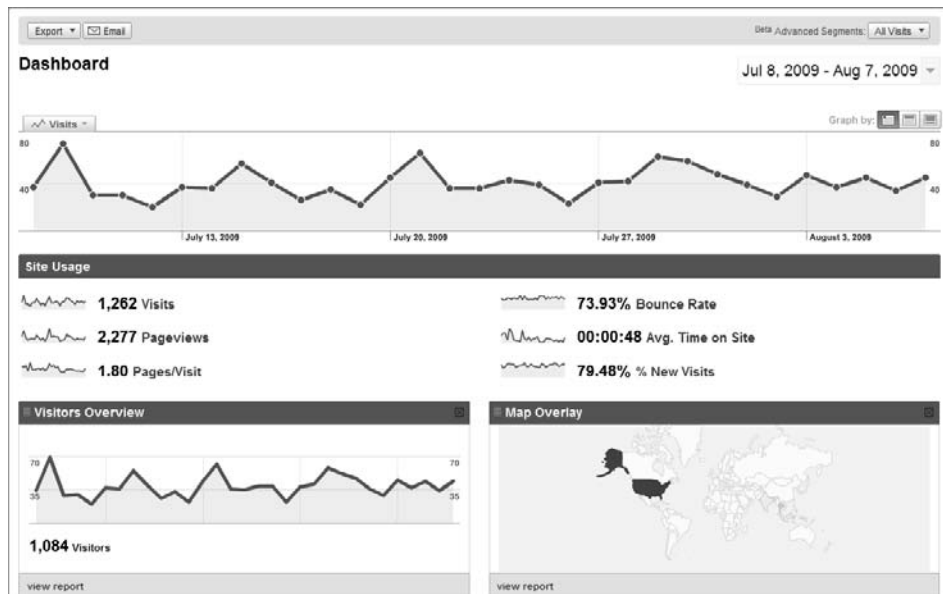 Export Email Beta Advanced Segments: All Visits
Dashboard
Jul 8, 2009 - Aug 7, 2009
Visits Graph by:
80 80
40 40
July 13, 2009 July 20, 2009 July 27, 2009 August 3, 2009
Site Usage
1,262 Visits 73.93% Bounce Rate
2,277 Pageviews 00:00:48 Avg. Time on Site
1.80 Pages/Visit 79.48% % New Visits
Visitors Overview Map Overlay
70 70
35 35
1,084 Visitors
view report view report